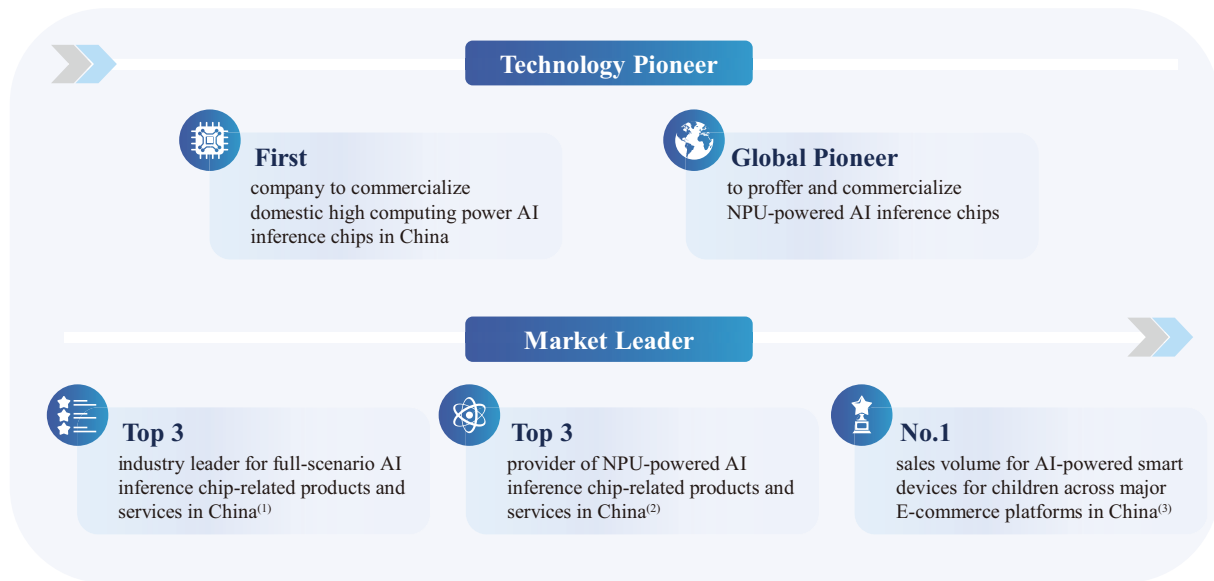 Technology Pioneer
First
company to commercialize
domestic high computing power AI
inference chips in China
Global Pioneer
to proffer and commercialize
NPU-powered AI inference chips
Market Leader
Top 3
industry leader for full-scenario AI
inference chip-related products and
services in China(1)
Top 3
provider of NPU-powered AI
inference chip-related products and
services in China(2)
No.1
sales volume for AI-powered smart
devices for children across major
E-commerce platforms in China(3)